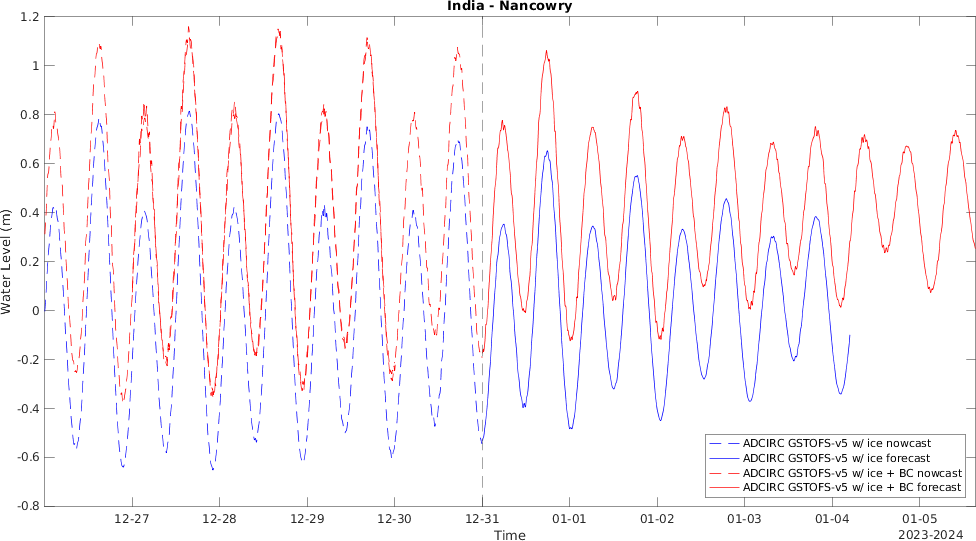 India - Nancowry
1.2
1
0.8
0.6
0.4
0.2
0
-0.2
-0.4
-0.6
-0.8
Water Level (m)
ADCIRC GSTOFS-v5 w/ ice nowcast
ADCIRC GSTOFS-v5 w/ ice forecast
ADCIRC GSTOFS-v5 w/ ice + BC nowcast
ADCIRC GSTOFS-v5 w/ ice + BC forecast
12-27 12-28 12-29 12-30 12-31 01-01 01-02 01-03 01-04 01-05
Time
2023-2024